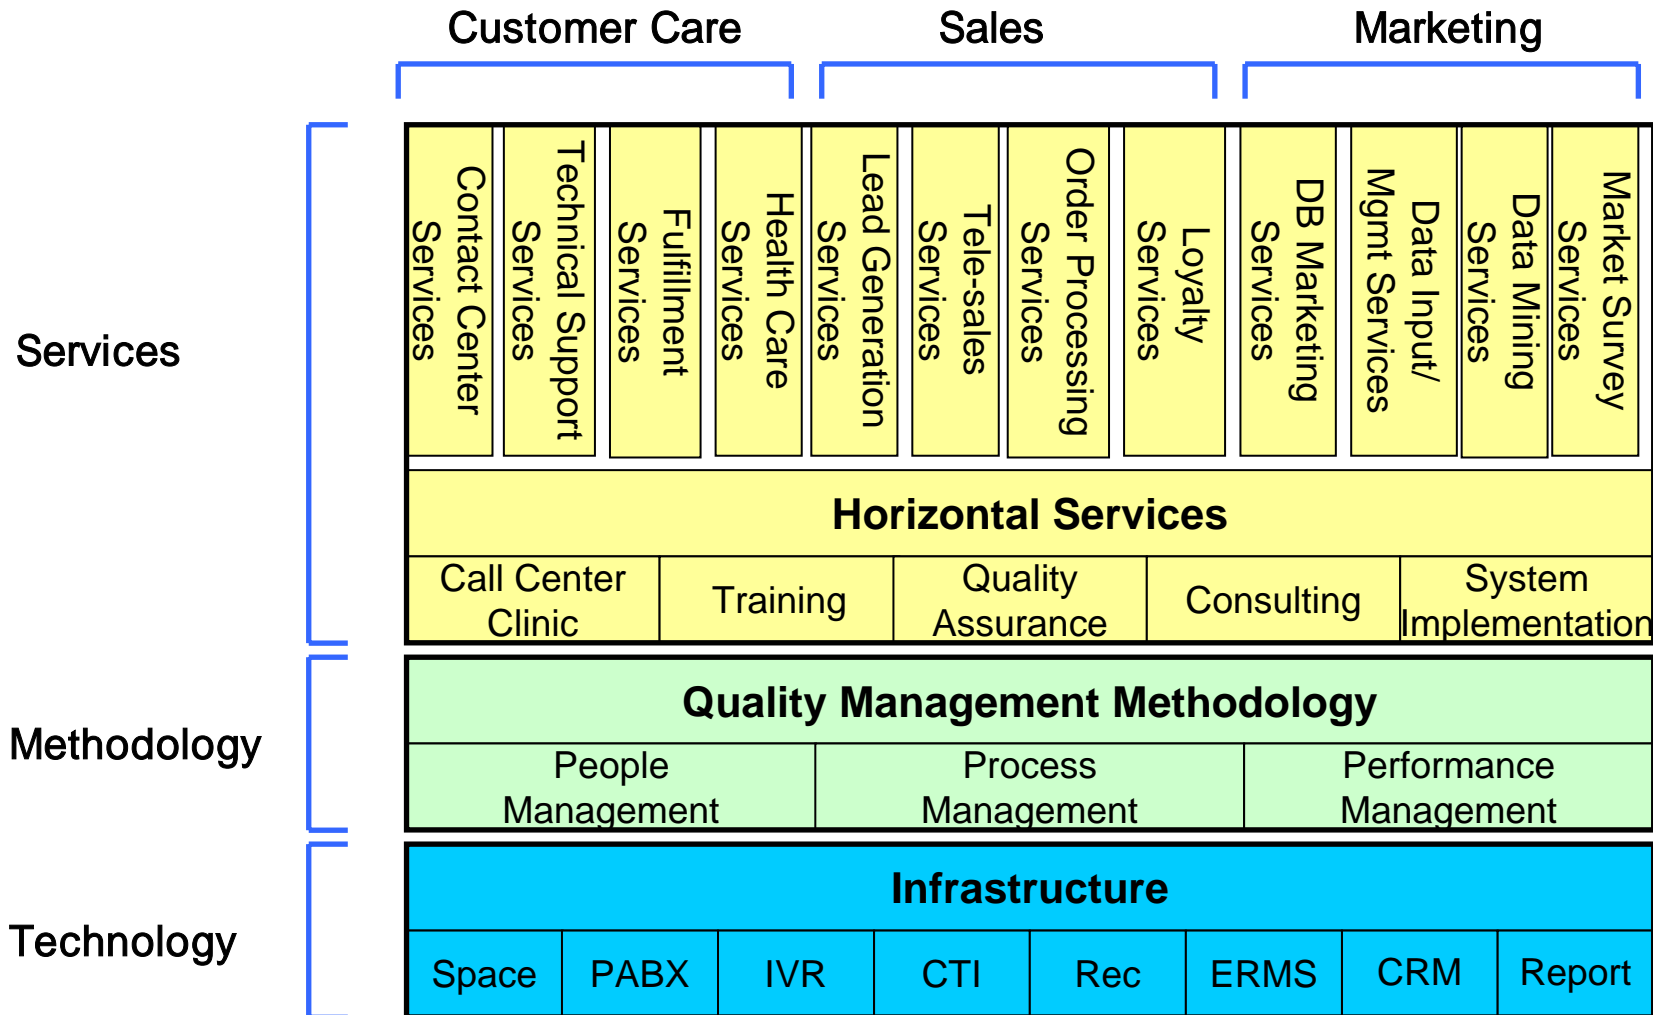 Customer Care
Sales
Marketing
Services
Contact Center
Services
Technical Support
Services
Fulfillment
Services
Health Care
Services
Lead Generation
Services
Tele-sales
Services
Order Processing
Services
Loyalty
Services
DB Marketing
Services
Data Input/
Mgmt Services
Data Mining
Services
Market Survey
Services
Horizontal Services
Call Center
Clinic
Training
Quality
Assurance
Consulting
System
Implementation
Methodology
Quality Management Methodology
People
Management
Process
Management
Performance
Management
Technology
Infrastructure
Space
PABX
IVR
CTI
Rec
ERMS
CRM
Report